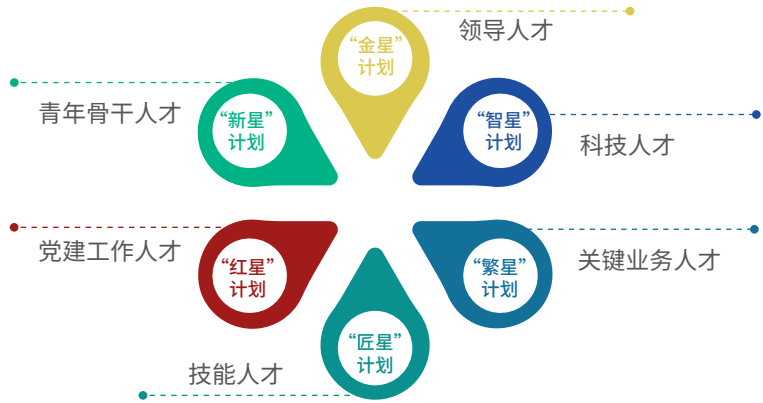 领导人才
“金星”
计划
青年骨干人才
“新星”
计划
“智星”
计划
科技人才
党建工作人才
“红星”
计划
“繁星”
计划
关键业务人才
“匠星”
计划
技能人才